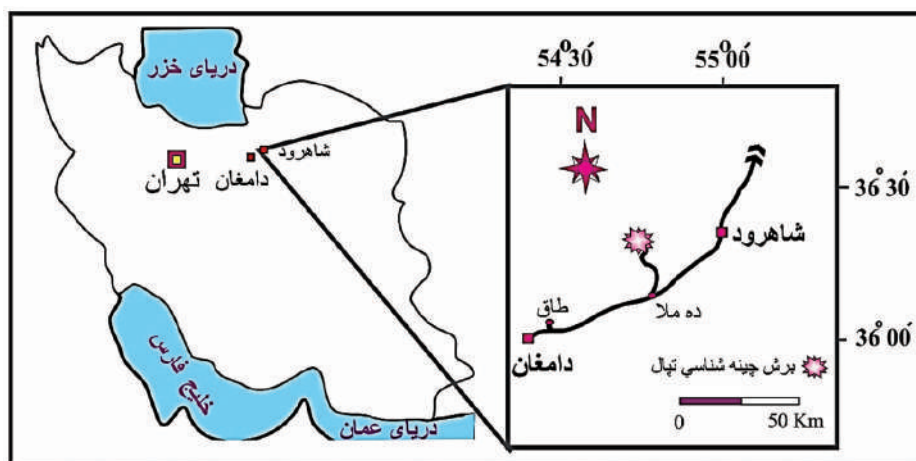 دریای خزر
شاهرود
دامغان
تهران
خلیج فارس
دریای عمان
54°30′
55°00′
N
36°30′
شاهرود
ده ملا
طاق
دامغان
36°00′
برش چینه شناسي تپال
0
50 Km